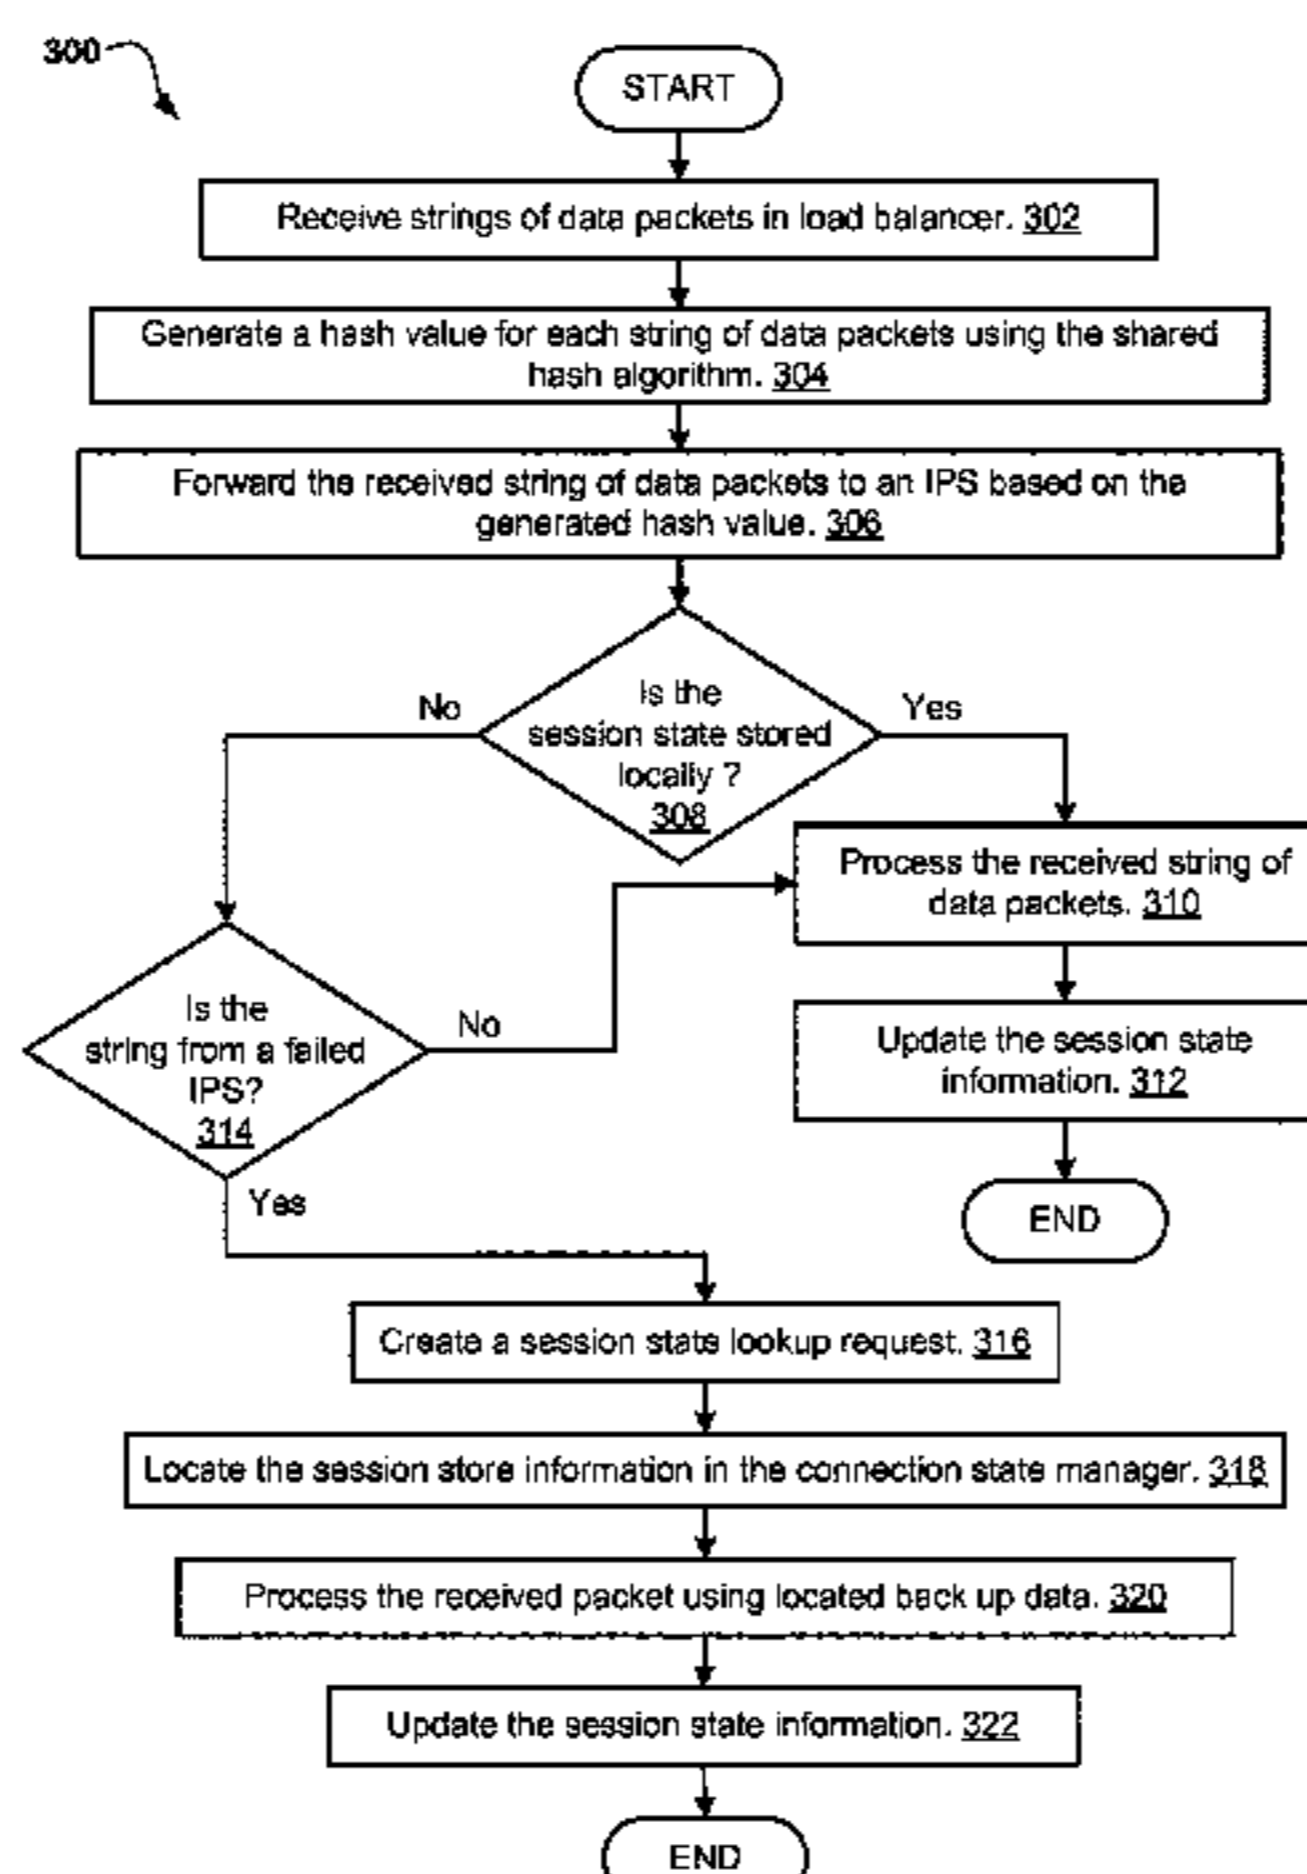 300
START
Receive strings of data packets in load balancer. 302
Generate a hash value for each string of data packets using the shared
hash algorithm. 304
Forward the received string of data packets to an IPS based on the
generated hash value. 306
Is the
session state stored
locally ?
308
No
Yes
Process the received string of
data packets. 310
Update the session state
information. 312
END
Is the
string from a failed
IPS?
314
No
Yes
Create a session state lookup request. 316
Locate the session store information in the connection state manager. 318
Process the received packet using located back up data. 320
Update the session state information. 322
END